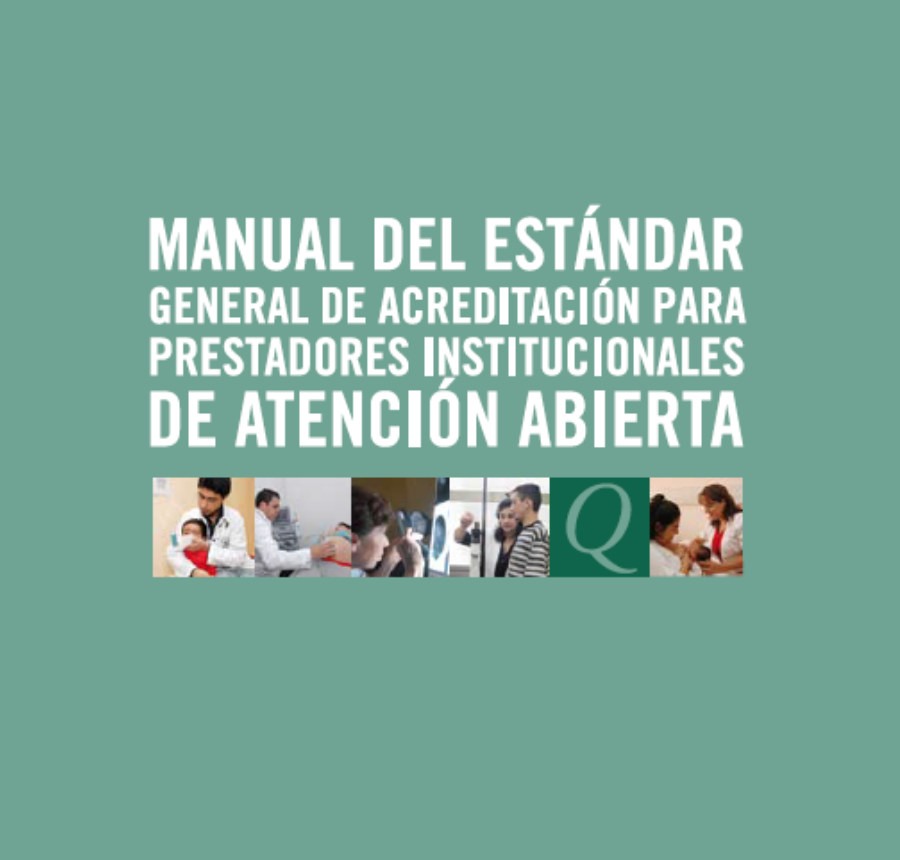 MANUAL DEL ESTÁNDAR
GENERAL DE ACREDITACIÓN PARA
PRESTADORES INSTITUCIONALES
DE ATENCIÓN ABIERTA
Q